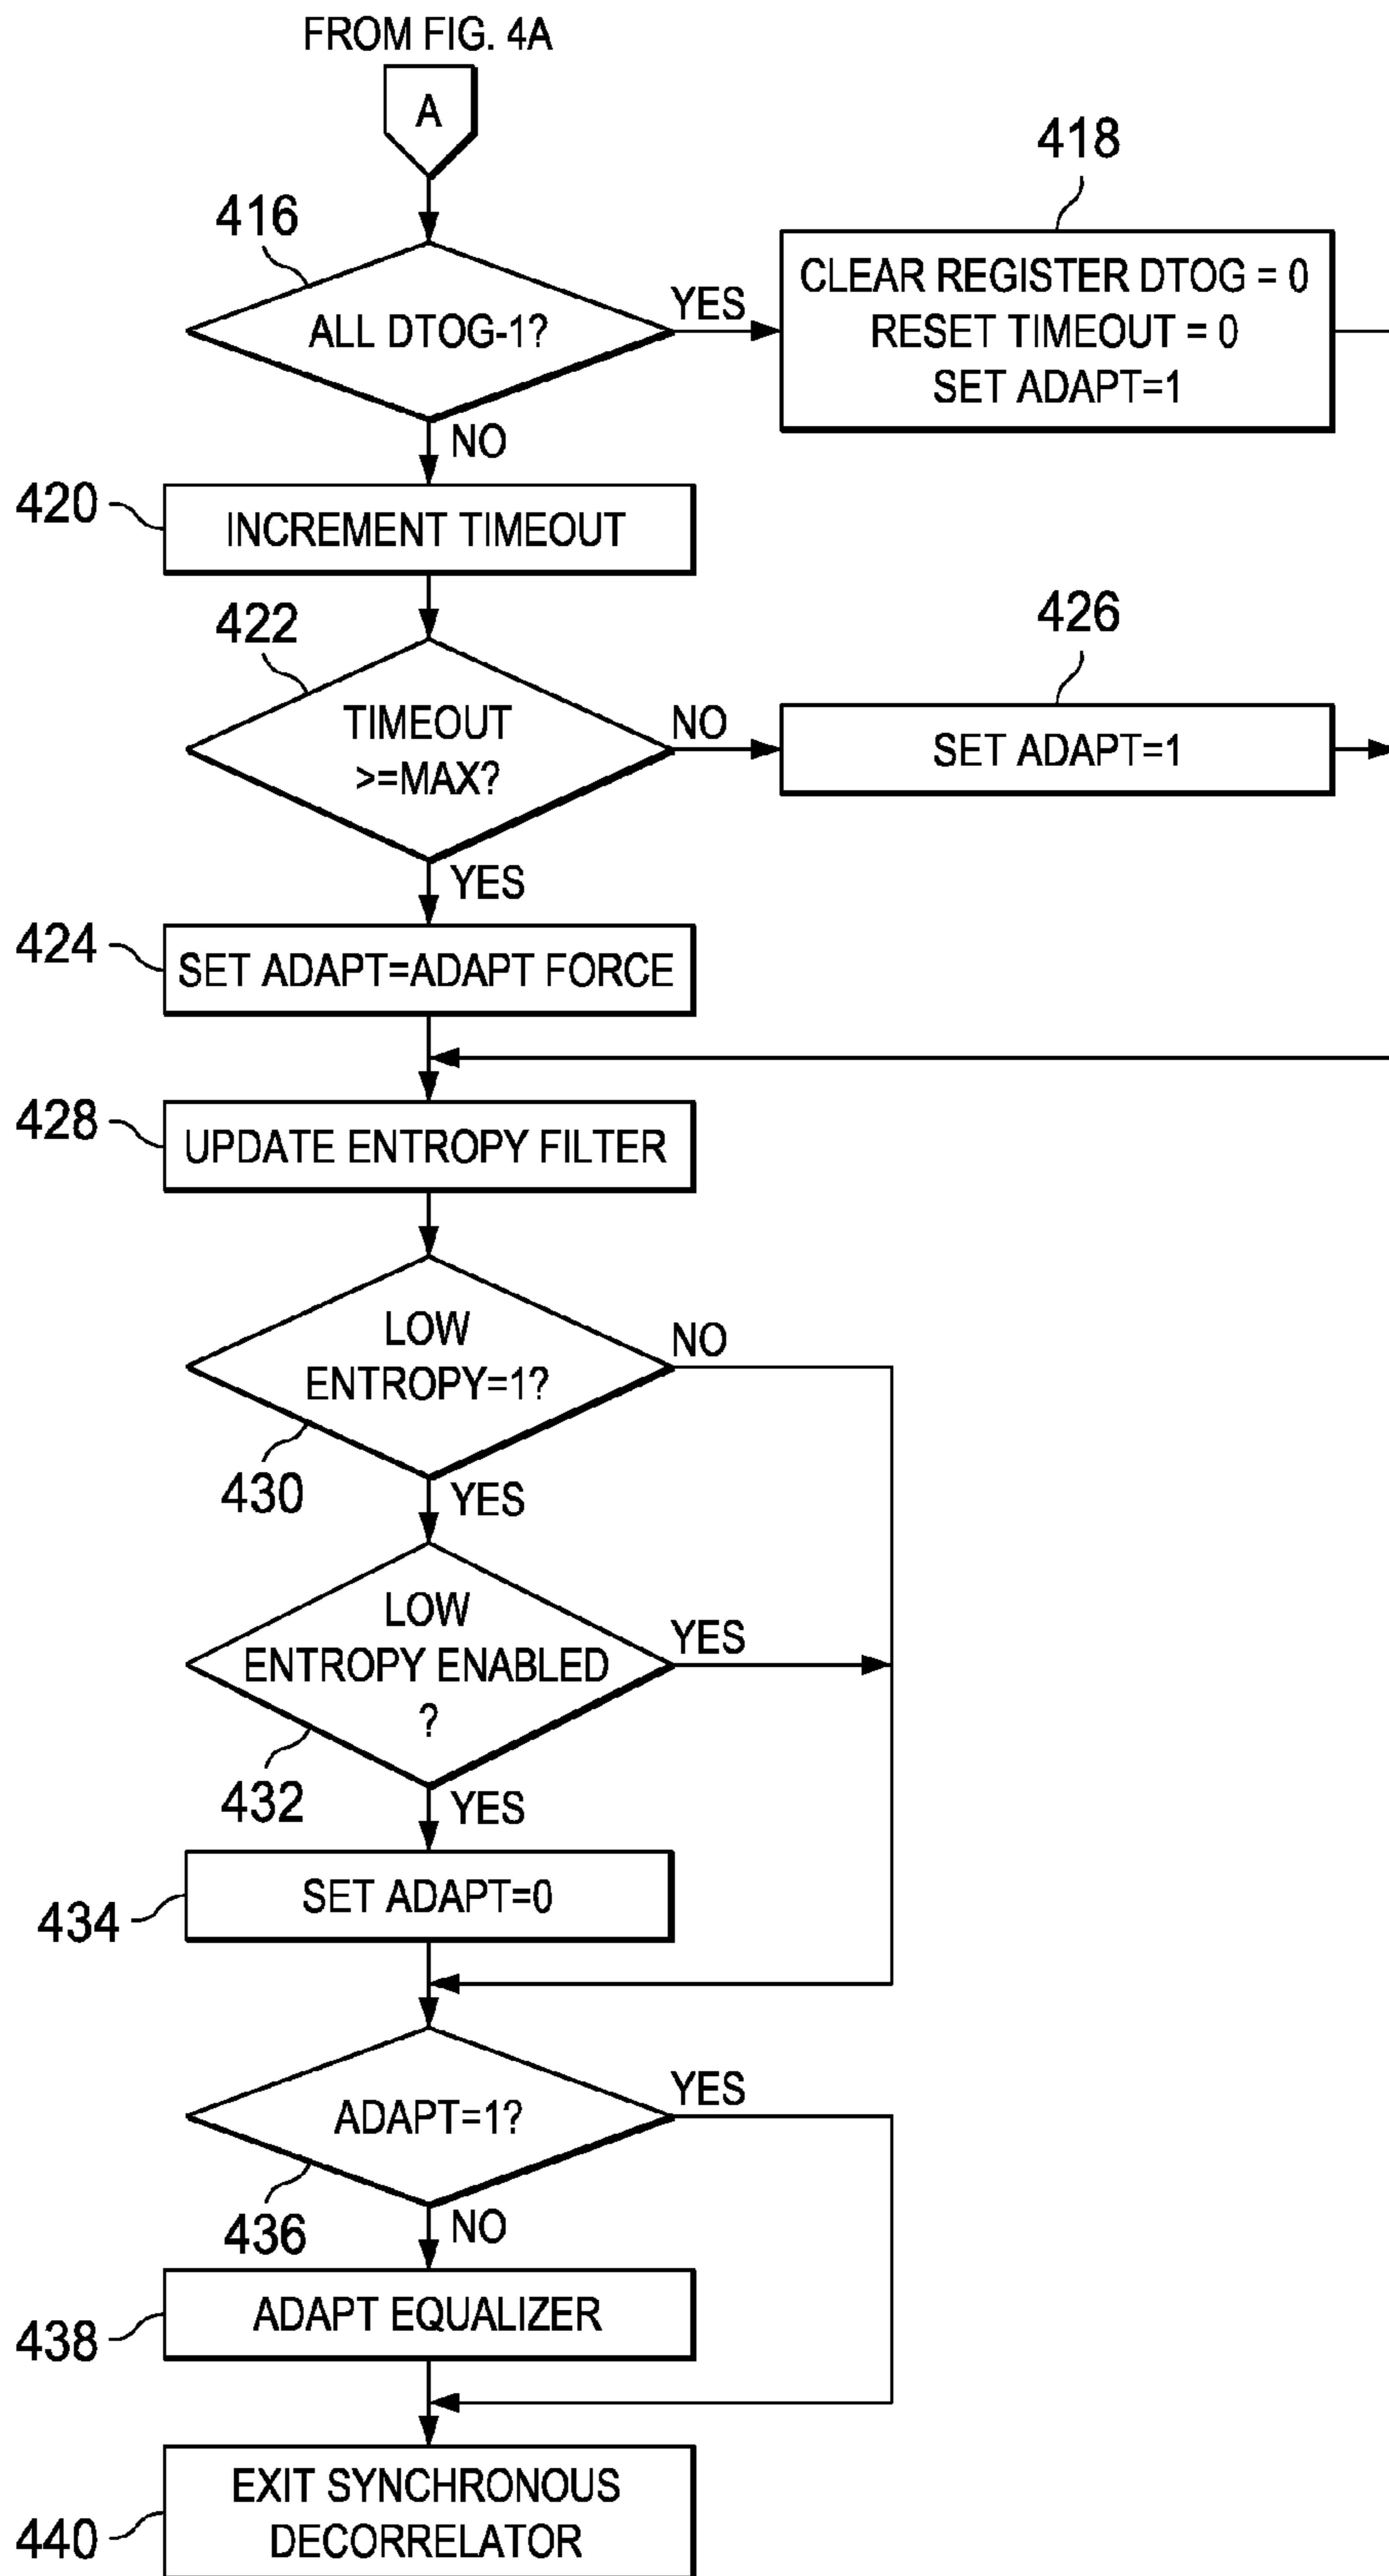 FROM FIG. 4A
A
416
ALL DTOG-1?
YES
NO
418
CLEAR REGISTER DTOG = 0
RESET TIMEOUT = 0
SET ADAPT=1
420
INCREMENT TIMEOUT
422
TIMEOUT
>=MAX?
NO
YES
426
SET ADAPT=1
424
SET ADAPT=ADAPT FORCE
428
UPDATE ENTROPY FILTER
LOW
ENTROPY=1?
NO
430
YES
LOW
ENTROPY ENABLED
?
YES
432
YES
434
SET ADAPT=0
ADAPT=1?
YES
436
NO
438
ADAPT EQUALIZER
440
EXIT SYNCHRONOUS
DECORRELATOR